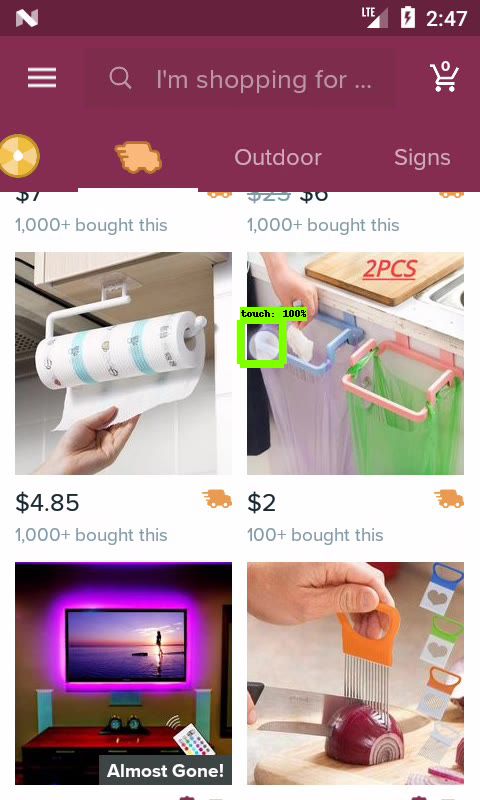 LTE 2:47
I'm shopping for ...
0
Outdoor
Signs
$7
$23 $6
1,000+ bought this
1,000+ bought this
2PCS
touch: 100%
$4.85
$2
1,000+ bought this
100+ bought this
Almost Gone!